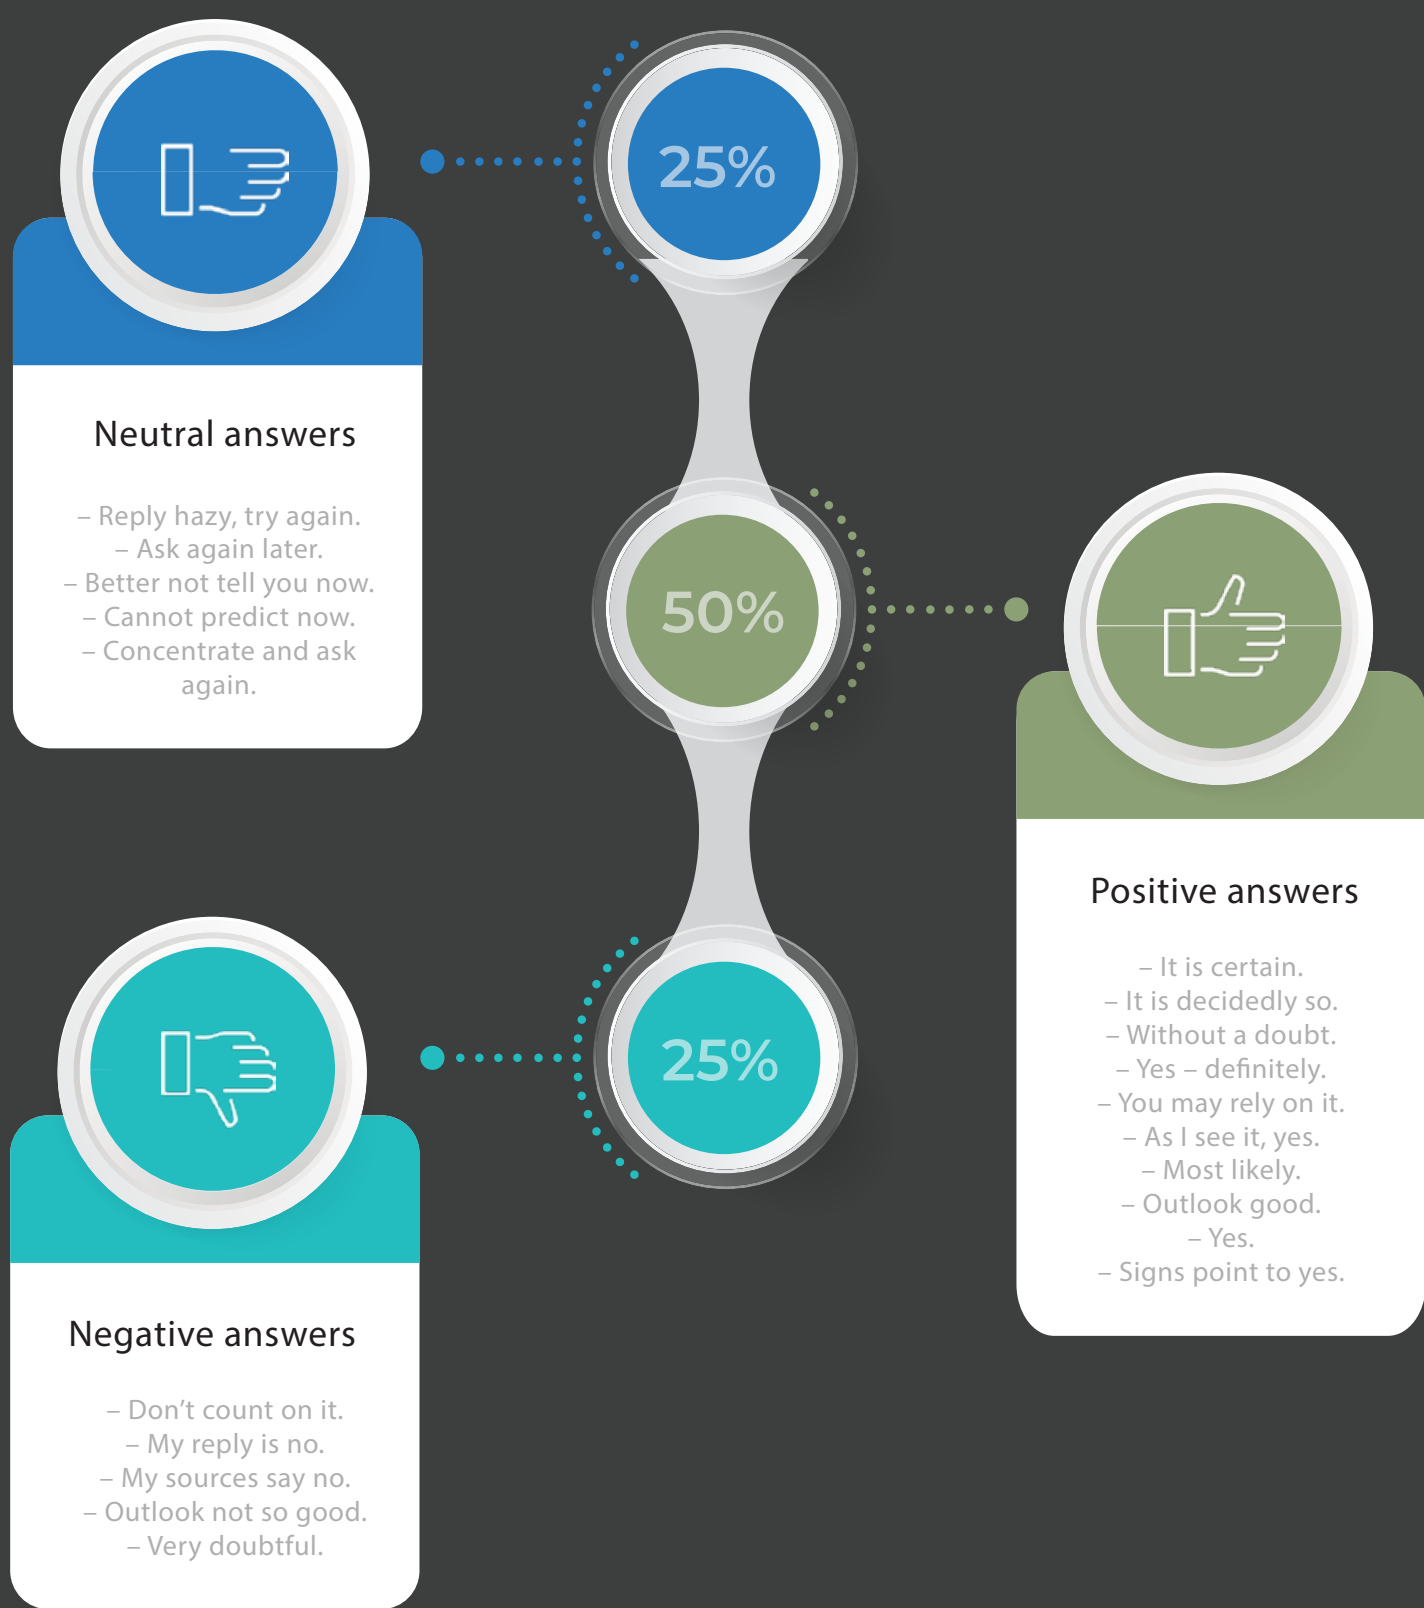 25%
Neutral answers
– Reply hazy, try again.
– Ask again later.
– Better not tell you now.
– Cannot predict now.
– Concentrate and ask
again.
50%
Positive answers
– It is certain.
– It is decidedly so.
– Without a doubt.
– Yes – definitely.
– You may rely on it.
– As I see it, yes.
– Most likely.
– Outlook good.
– Yes.
– Signs point to yes.
25%
Negative answers
– Don’t count on it.
– My reply is no.
– My sources say no.
– Outlook not so good.
– Very doubtful.